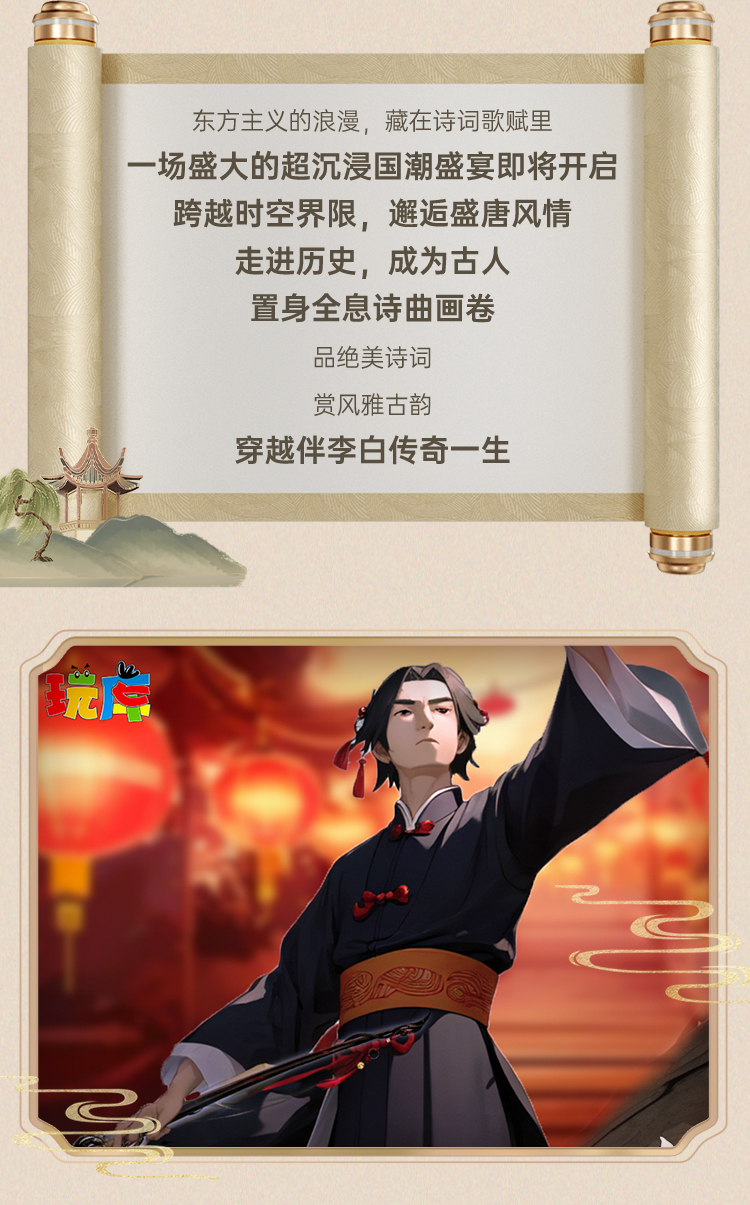 东方主义的浪漫，藏在诗词歌赋里
一场盛大的超沉浸国潮盛宴即将开启
跨越时空界限，邂逅盛唐风情
走进历史，成为古人
置身全息诗曲画卷
品绝美诗词
赏风雅古韵
穿越伴李白传奇一生
玩库